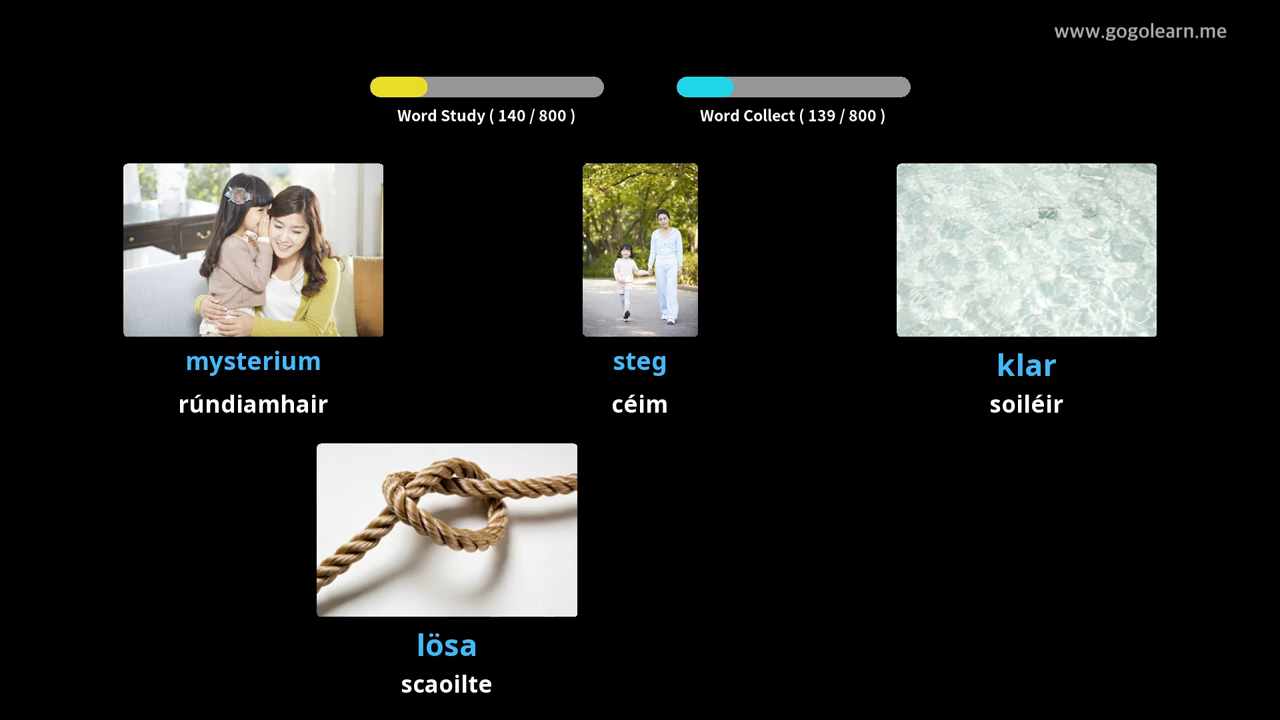 www.gogolearn.me
Word Study ( 140 / 800 )
Word Collect ( 139 / 800 )
mysterium
rúndiamhair
steg
céim
klar
soiléir
lösa
scaoilte